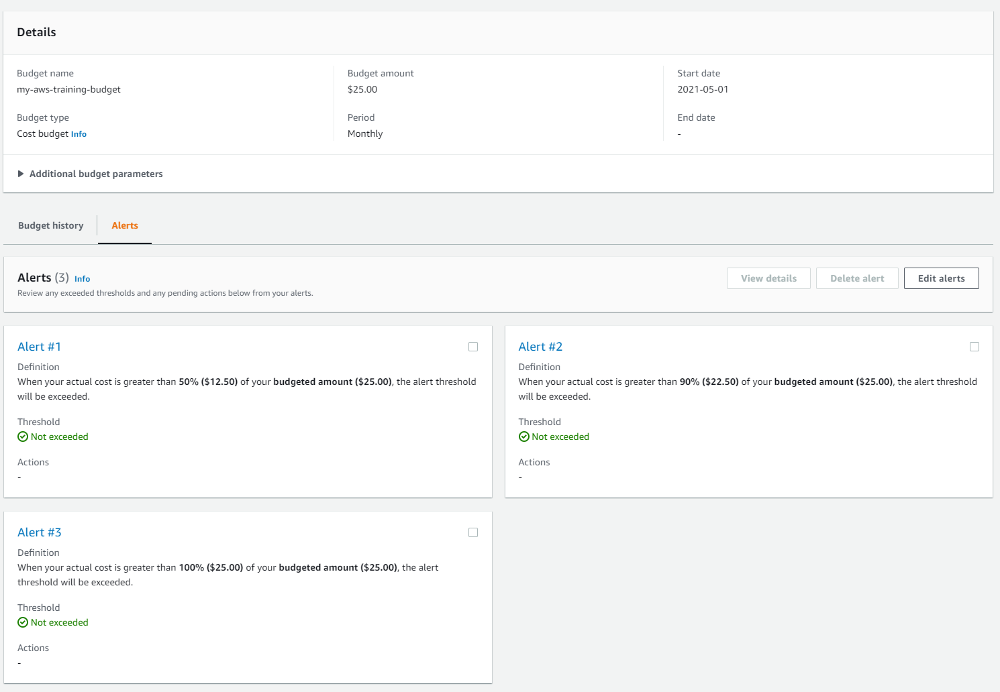 Details
Budget name
my-aws-training-budget
Budget amount
$25.00
Start date
2021-05-01
Budget type
Cost budget Info
Period
Monthly
End date
-
Additional budget parameters
Budget history
Alerts
Alerts (3) Info
Review any exceeded thresholds and any pending actions below from your alerts.
View details
Delete alert
Edit alerts
Alert #1
Definition
When your actual cost is greater than 50% ($12.50) of your budgeted amount ($25.00), the alert threshold
will be exceeded.
Threshold
Not exceeded
Actions
-
Alert #2
Definition
When your actual cost is greater than 90% ($22.50) of your budgeted amount ($25.00), the alert threshold
will be exceeded.
Threshold
Not exceeded
Actions
-
Alert #3
Definition
When your actual cost is greater than 100% ($25.00) of your budgeted amount ($25.00), the alert
threshold will be exceeded.
Threshold
Not exceeded
Actions
-